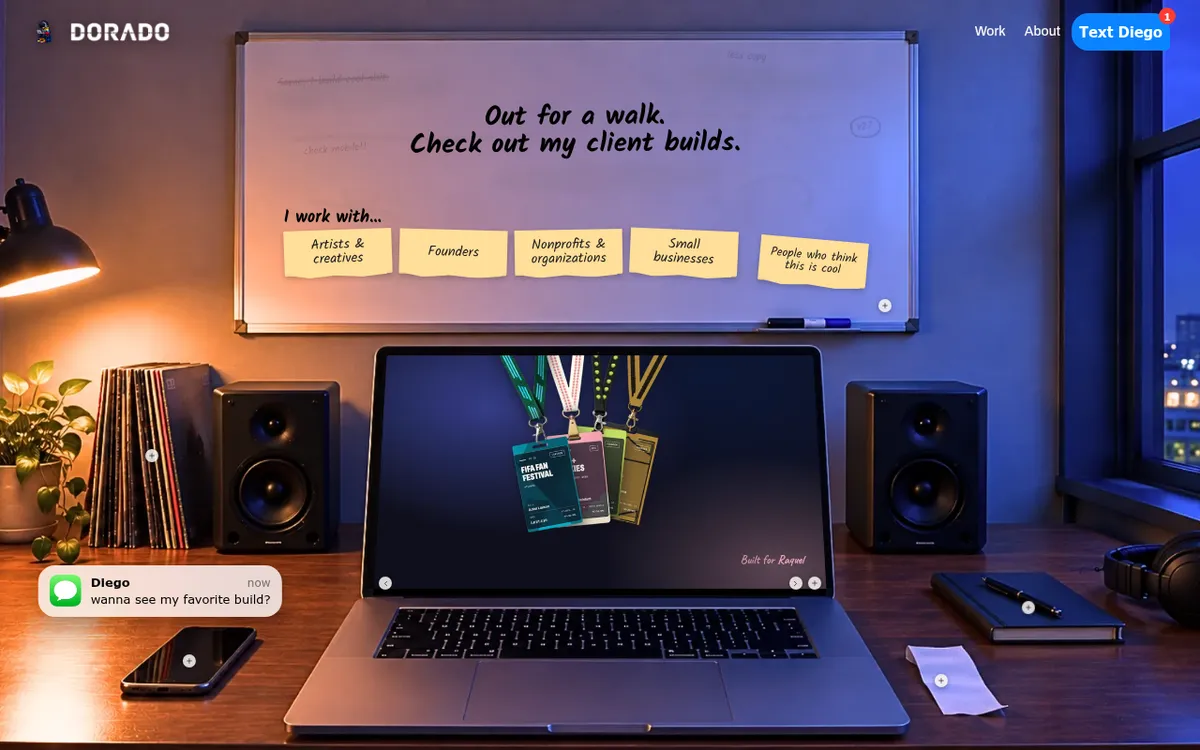 DORADO
Work
About
Text Diego
1
Out for a walk.
Check out my client builds.
check overlap!!
I work with...
Artists &
creatives
Founders
Nonprofits &
organizations
Small
businesses
People who think
this is cool
FIFA FAN
FESTIVAL
Built for Raquel
Diego
now
wanna see my favorite build?